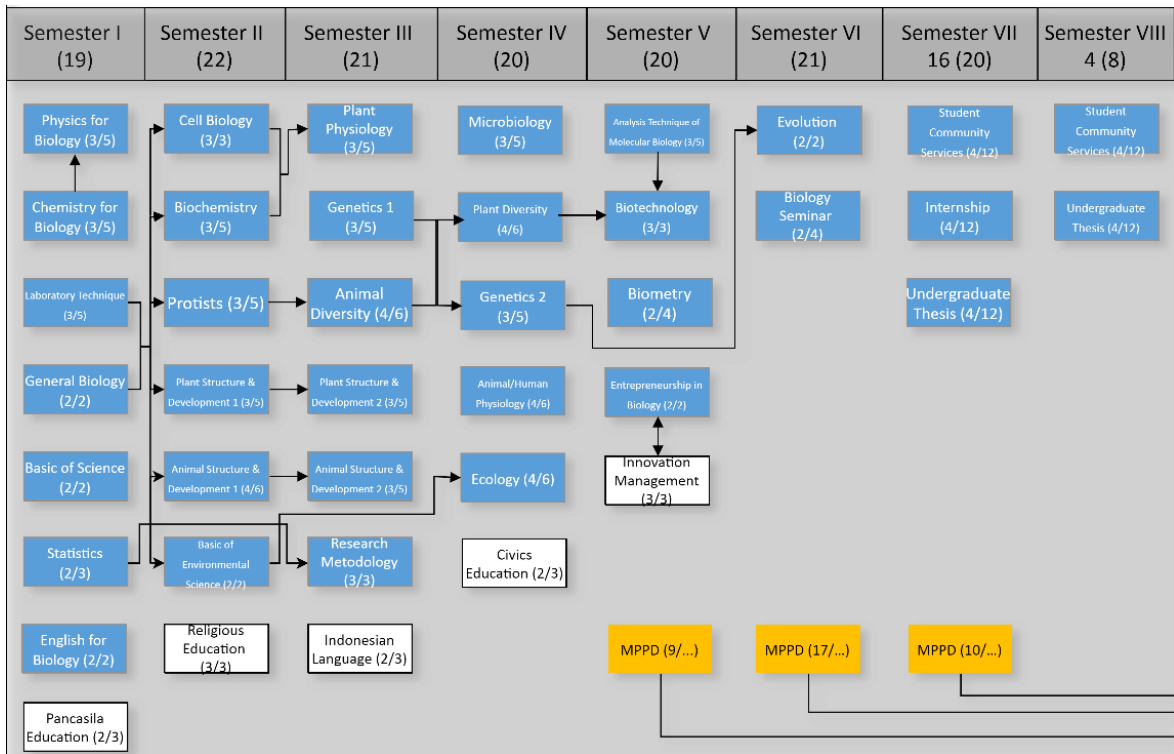 Semester I
(19)
Semester II
(22)
Semester III
(21)
Semester IV
(20)
Semester V
(20)
Semester VI
(21)
Semester VII
16 (20)
Semester VIII
4 (8)
Physics for
Biology (3/5)
Cell Biology
(3/3)
Plant
Physiology
(3/5)
Microbiology
(3/5)
Analysis Technique of
Molecular Biology (3/5)
Evolution
(2/2)
Student
Community
Services (4/12)
Student
Community
Services (4/12)
Chemistry for
Biology (3/5)
Biochemistry
(3/5)
Genetics 1
(3/5)
Plant Diversity
(4/6)
Biotechnology
(3/3)
Biology
Seminar
(2/4)
Internship
(4/12)
Undergraduate
Thesis (4/12)
Laboratory Technique
(3/5)
Protists (3/5)
Animal
Diversity (4/6)
Genetics 2
(3/5)
Biometry
(2/4)
Undergraduate
Thesis (4/12)
General Biology
(2/2)
Plant Structure &
Development 1 (3/5)
Plant Structure &
Development 2 (3/5)
Animal/Human
Physiology (4/6)
Entrepreneurship in
Biology (2/2)
Basic of Science
(2/2)
Animal Structure &
Development 1 (4/6)
Animal Structure &
Development 2 (3/5)
Ecology (4/6)
Innovation
Management
(3/3)
Statistics
(2/3)
Basic of
Environmental
Science (2/2)
Research
Metodology
(3/3)
Civics
Education (2/3)
English for
Biology (2/2)
Religious
Education
(3/3)
Indonesian
Language (2/3)
MPPD (9/...)
MPPD (17/...)
MPPD (10/...)
Pancasila
Education (2/3)